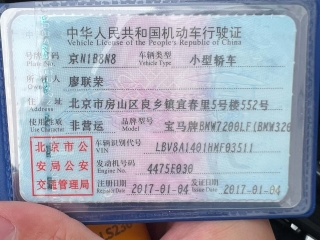 中华人民共和国机动车行驶证
Vehicle License of the People's Republic of China
号牌号码 京N1B8N8 车辆类型 小型轿车
Plate No. Vehicle Type
所有人 廖联荣
Owner
住址 北京市房山区良乡镇宜春里5号楼552号
Address
使用性质 非营运 品牌型号 宝马牌BMW7200LF(BMW320
Use Character Model
北京市公 车辆识别代号 LBV8A1401HMF03511
安局公安 VIN
交通管理局 发动机号码 4475E030
Engine No.
注册日期 2017-01-04 发证日期 2017-01-04
Register Date Issue Date